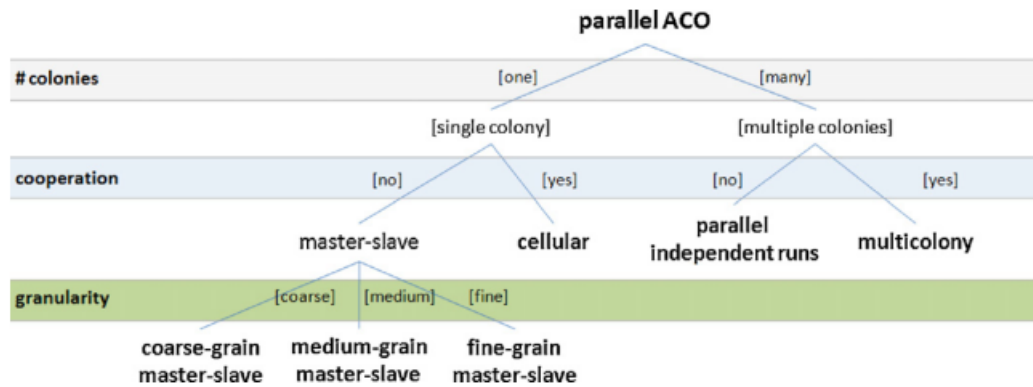 parallel ACO
# colonies [one] [many]
[single colony] [multiple colonies]
cooperation [no] [yes] [no] [yes]
master-slave cellular parallel independent runs multicolony
granularity [coarse] [medium] [fine]
coarse-grain medium-grain fine-grain
master-slave master-slave master-slave